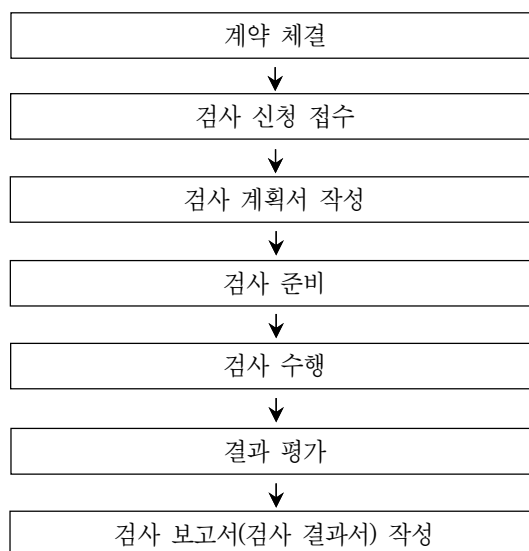 계약 체결
검사 신청 접수
검사 계획서 작성
검사 준비
검사 수행
결과 평가
검사 보고서(검사 결과서) 작성